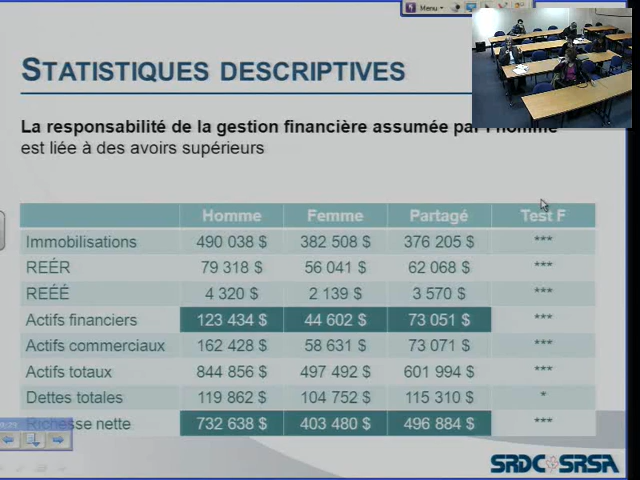 Menu
STATISTIQUES DESCRIPTIVES
La responsabilité de la gestion financière assumée par l'homme
est liée à des avoirs supérieurs
Homme Femme Partagé Test F
Immobilisations 490 038 $ 382 508 $ 376 205 $ ***
REÉR 79 318 $ 56 041 $ 62 068 $ ***
REÉÉ 4 320 $ 2 139 $ 3 570 $ ***
Actifs financiers 123 434 $ 44 602 $ 73 051 $ ***
Actifs commerciaux 162 428 $ 58 631 $ 73 071 $ ***
Actifs totaux 844 856 $ 497 492 $ 601 994 $ ***
Dettes totales 119 862 $ 104 752 $ 115 310 $ *
Richesse nette 732 638 $ 403 480 $ 496 884 $ ***
SRDC SRSA